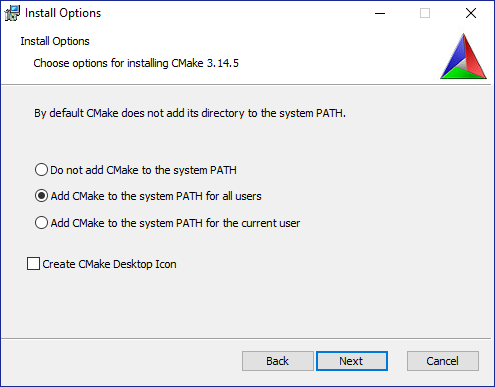 Install Options
Install Options
Choose options for installing CMake 3.14.5
By default CMake does not add its directory to the system PATH.
Do not add CMake to the system PATH
Add CMake to the system PATH for all users
Add CMake to the system PATH for the current user
Create CMake Desktop Icon
Back Next Cancel